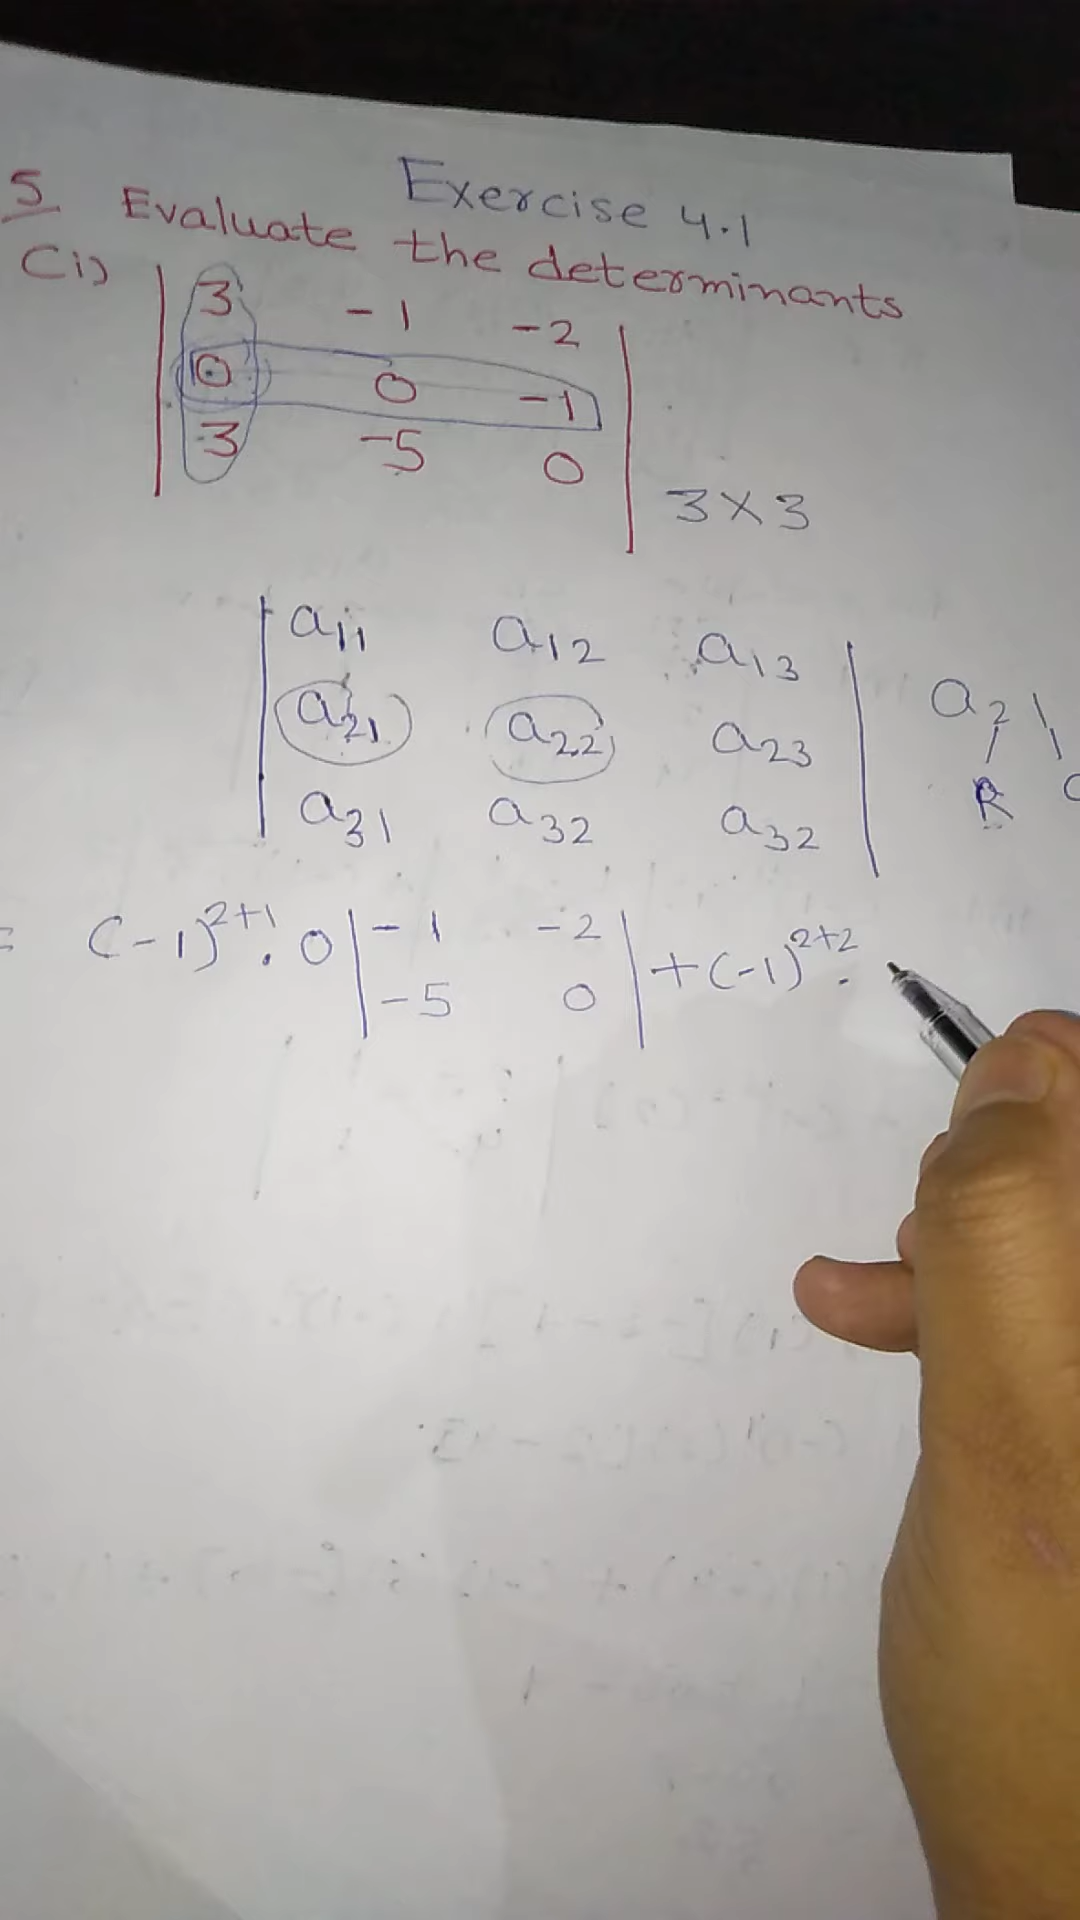 Exercise 4.1
5 Evaluate the determinants
(i) | 3 -1 -2 |
| 0 0 -1 |
| 3 -5 0 | 3×3
| a11 a12 a13 |
| a21 a22 a23 | a21
| a31 a32 a32 | R C
= (-1)^2+1 . 0 | -1 -2 | + (-1)^2+2 .
| -5 0 |